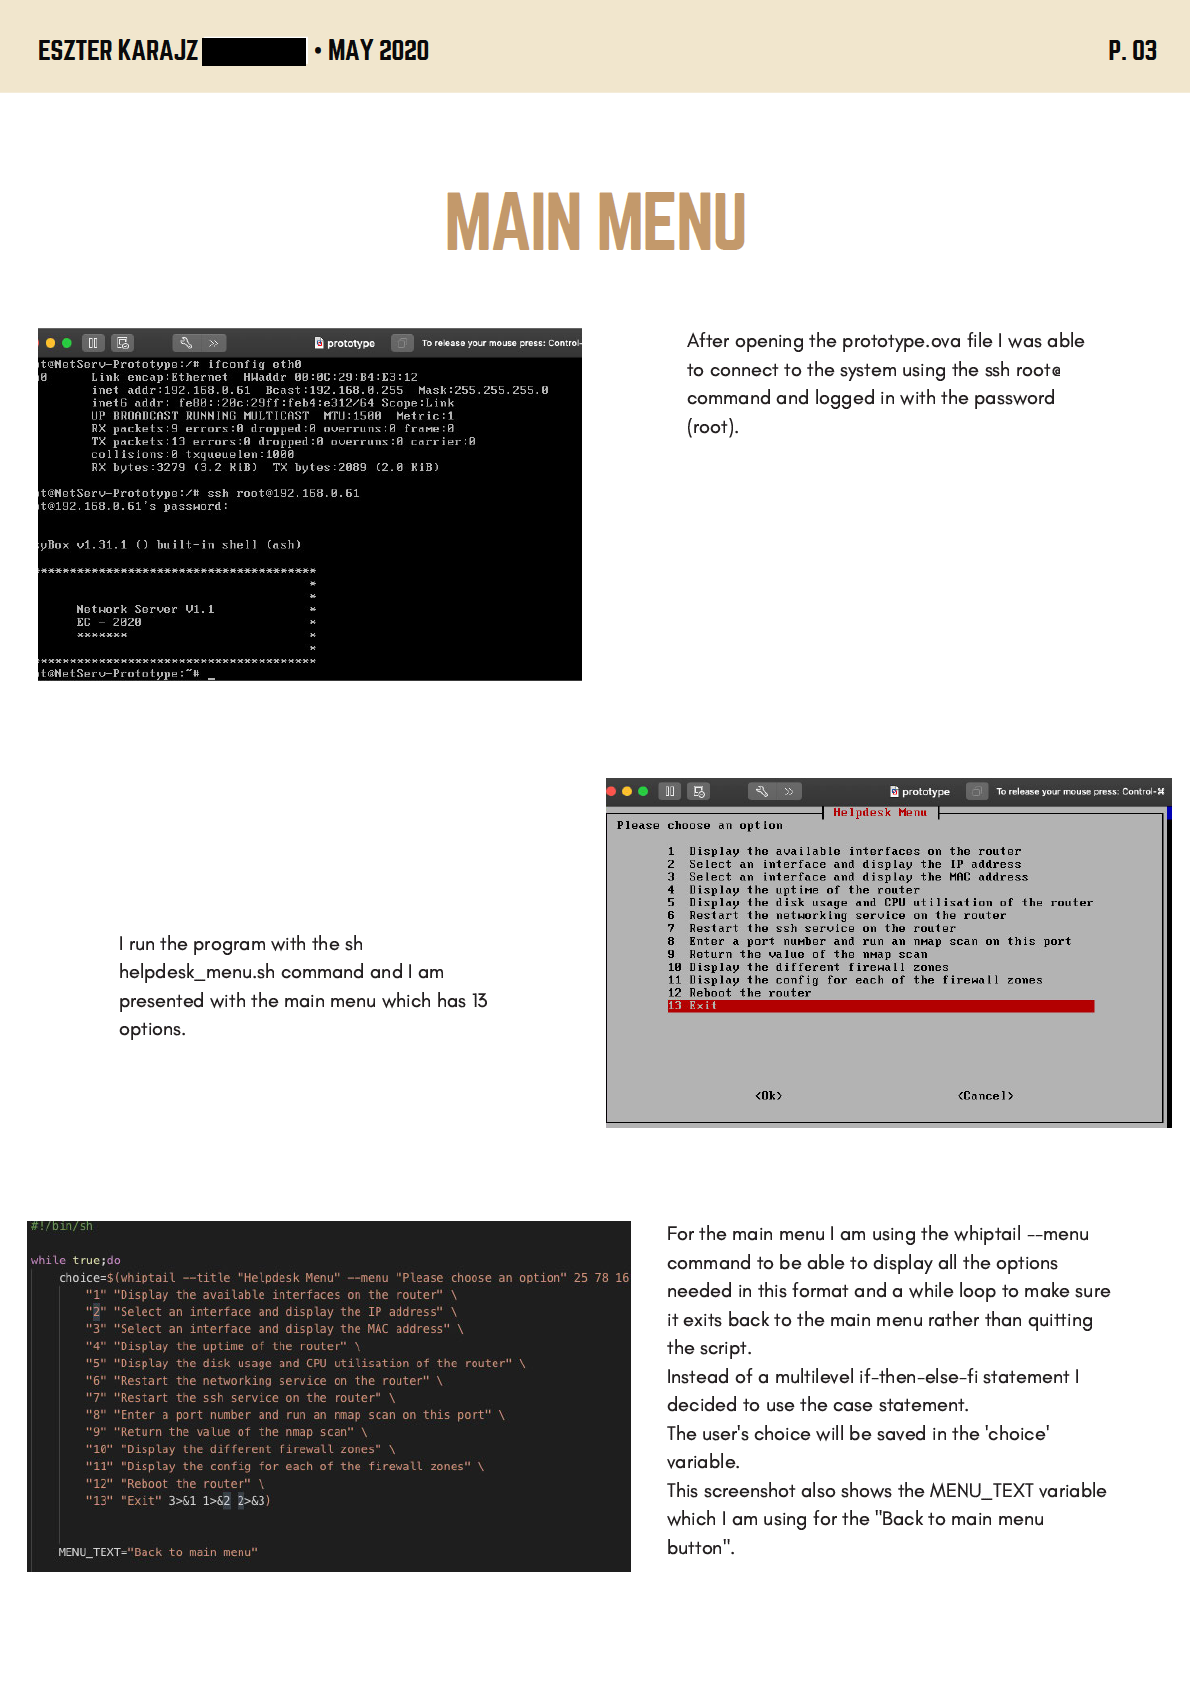 ESZTER KARAJZ • MAY 2020
P. 03
MAIN MENU
prototype To release your mouse press: Control-
t@NetServ-Prototype:/# ifconfig eth0
h0 Link encap:Ethernet HWaddr 00:0C:29:B4:E3:12
inet addr:192.168.0.61 Bcast:192.168.0.255 Mask:255.255.255.0
inet6 addr: fe80::20c:29ff:feb4:e312/64 Scope:Link
UP BROADCAST RUNNING MULTICAST MTU:1500 Metric:1
RX packets:9 errors:0 dropped:0 overruns:0 frame:0
TX packets:13 errors:0 dropped:0 overruns:0 carrier:0
collisions:0 txqueuelen:1000
RX bytes:3279 (3.2 KiB) TX bytes:2089 (2.0 KiB)
t@NetServ-Prototype:/# ssh root@192.168.0.61
t@192.168.0.61's password:
yBox v1.31.1 () built-in shell (ash)
***************************************
*
*
Network Server V1.1 *
EC - 2020 *
******* *
*
***************************************
t@NetServ-Prototype:~# _
After opening the prototype.ova file I was able
to connect to the system using the ssh root@
command and logged in with the password
(root).
I run the program with the sh
helpdesk_menu.sh command and I am
presented with the main menu which has 13
options.
prototype To release your mouse press: Control-⌘
Helpdesk Menu
Please choose an option
1 Display the available interfaces on the router
2 Select an interface and display the IP address
3 Select an interface and display the MAC address
4 Display the uptime of the router
5 Display the disk usage and CPU utilisation of the router
6 Restart the networking service on the router
7 Restart the ssh service on the router
8 Enter a port number and run an nmap scan on this port
9 Return the value of the nmap scan
10 Display the different firewall zones
11 Display the config for each of the firewall zones
12 Reboot the router
13 Exit
<Ok> <Cancel>
#!/bin/sh
while true;do
choice=$(whiptail --title "Helpdesk Menu" --menu "Please choose an option" 25 78 16
"1" "Display the available interfaces on the router" \
"2" "Select an interface and display the IP address" \
"3" "Select an interface and display the MAC address" \
"4" "Display the uptime of the router" \
"5" "Display the disk usage and CPU utilisation of the router" \
"6" "Restart the networking service on the router" \
"7" "Restart the ssh service on the router" \
"8" "Enter a port number and run an nmap scan on this port" \
"9" "Return the value of the nmap scan" \
"10" "Display the different firewall zones" \
"11" "Display the config for each of the firewall zones" \
"12" "Reboot the router" \
"13" "Exit" 3>&1 1>&2 2>&3)
MENU_TEXT="Back to main menu"
For the main menu I am using the whiptail --menu
command to be able to display all the options
needed in this format and a while loop to make sure
it exits back to the main menu rather than quitting
the script.
Instead of a multilevel if-then-else-fi statement I
decided to use the case statement.
The user's choice will be saved in the 'choice'
variable.
This screenshot also shows the MENU_TEXT variable
which I am using for the "Back to main menu
button".